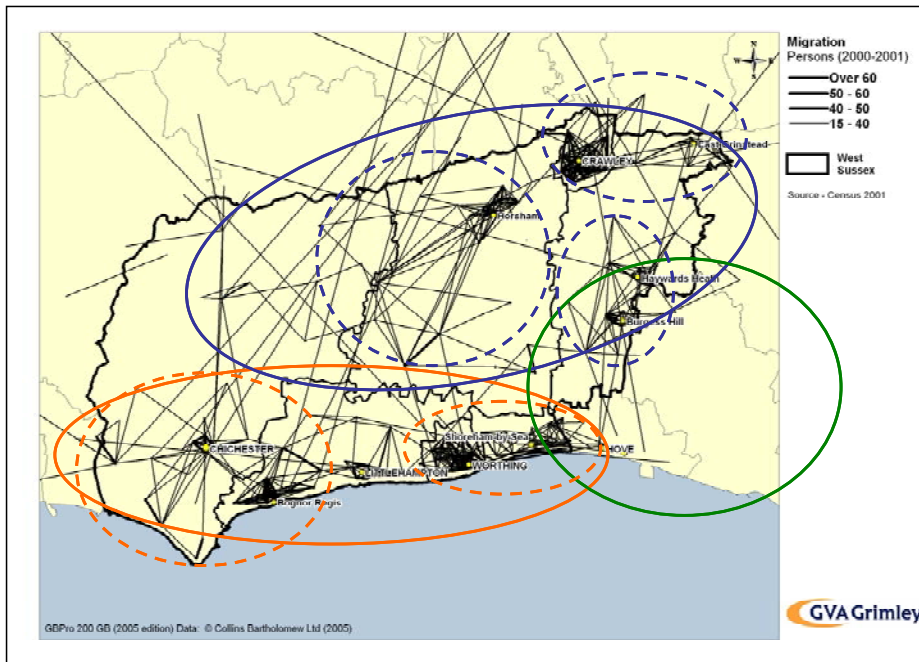 Migration
Persons (2000-2001)
Over 60
50 - 60
40 - 50
15 - 40
West
Sussex
Source - Census 2001
N
W
E
S
CRAWLEY
East Grinstead
Horsham
Haywards Heath
Burgess Hill
Shoreham-by-Sea
HOVE
CHICHESTER
WORTHING
LITTLEHAMPTON
Bognor Regis
GBPro 200 GB (2005 edition) Data: © Collins Bartholomew Ltd (2005)
GVA Grimley